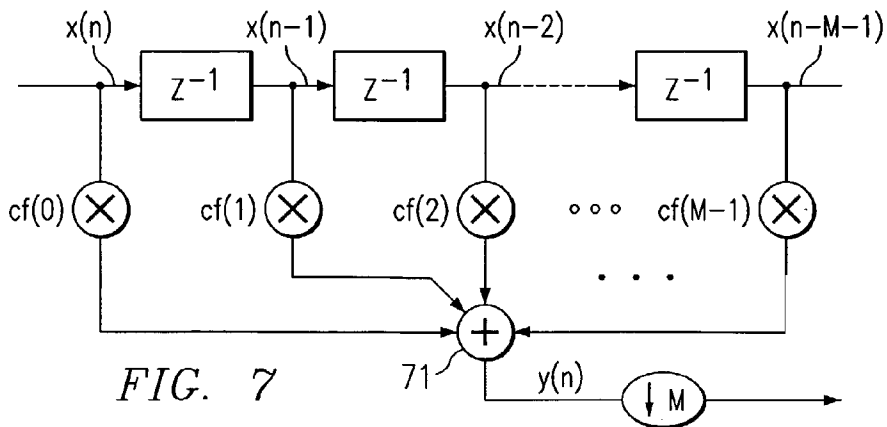 x(n) x(n-1) x(n-2) x(n-M-1)
Z⁻¹ Z⁻¹ Z⁻¹
cf(0) cf(1) cf(2) cf(M-1)
71
FIG. 7
y(n) ↓ M